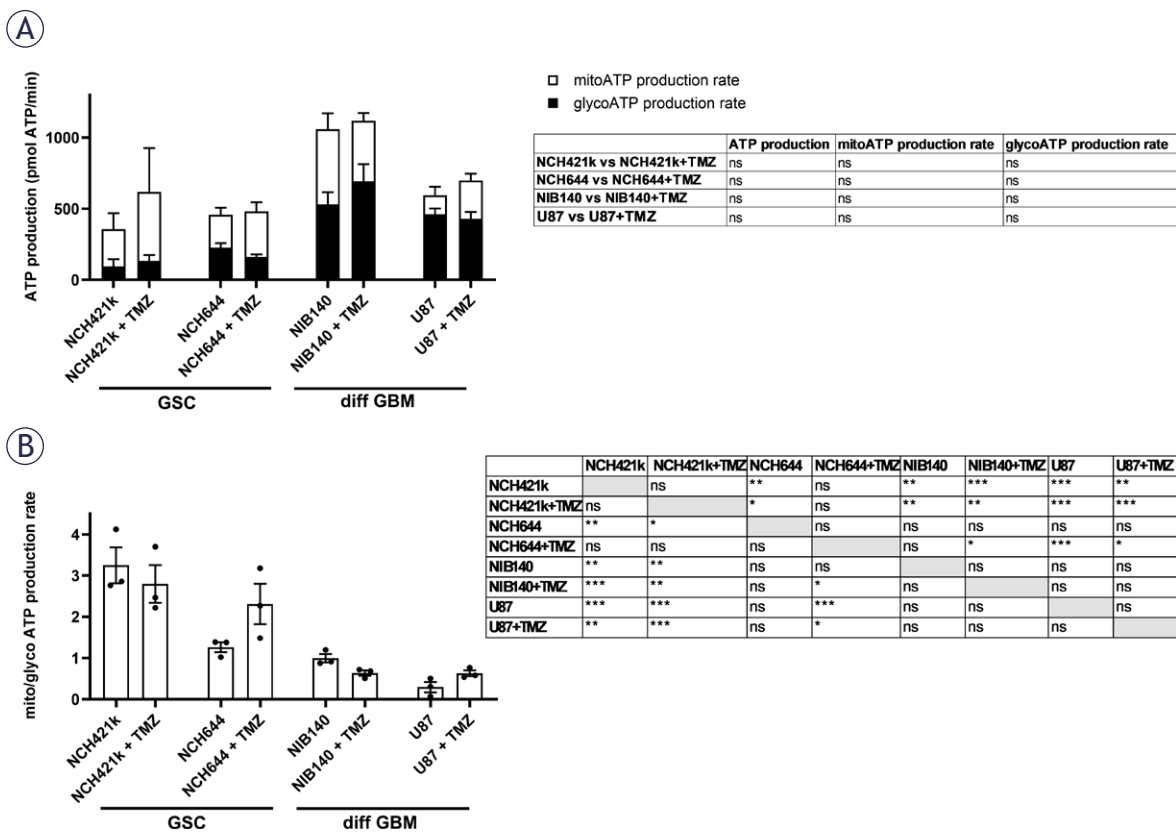 A
mitoATP production rate
glycoATP production rate
ATP production (pmol ATP/min)
1000
500
0
NCH421k
NCH421k + TMZ
NCH644
NCH644 + TMZ
NIB140
NIB140 + TMZ
U87
U87 + TMZ
GSC
diff GBM
ATP production mitoATP production rate glycoATP production rate
NCH421k vs NCH421k+TMZ ns ns ns
NCH644 vs NCH644+TMZ ns ns ns
NIB140 vs NIB140+TMZ ns ns ns
U87 vs U87+TMZ ns ns ns
B
mito/glyco ATP production rate
4
3
2
1
0
NCH421k
NCH421k + TMZ
NCH644
NCH644 + TMZ
NIB140
NIB140 + TMZ
U87
U87 + TMZ
GSC
diff GBM
NCH421k NCH421k+TMZ NCH644 NCH644+TMZ NIB140 NIB140+TMZ U87 U87+TMZ
NCH421k ns ** ns ** *** *** **
NCH421k+TMZ ns * ns ** ** *** ***
NCH644 ** * ns ns ns ns ns
NCH644+TMZ ns ns ns ns * *** *
NIB140 ** ** ns ns ns ns ns
NIB140+TMZ *** ** ns * ns ns ns
U87 *** *** ns *** ns ns ns
U87+TMZ ** *** ns * ns ns ns